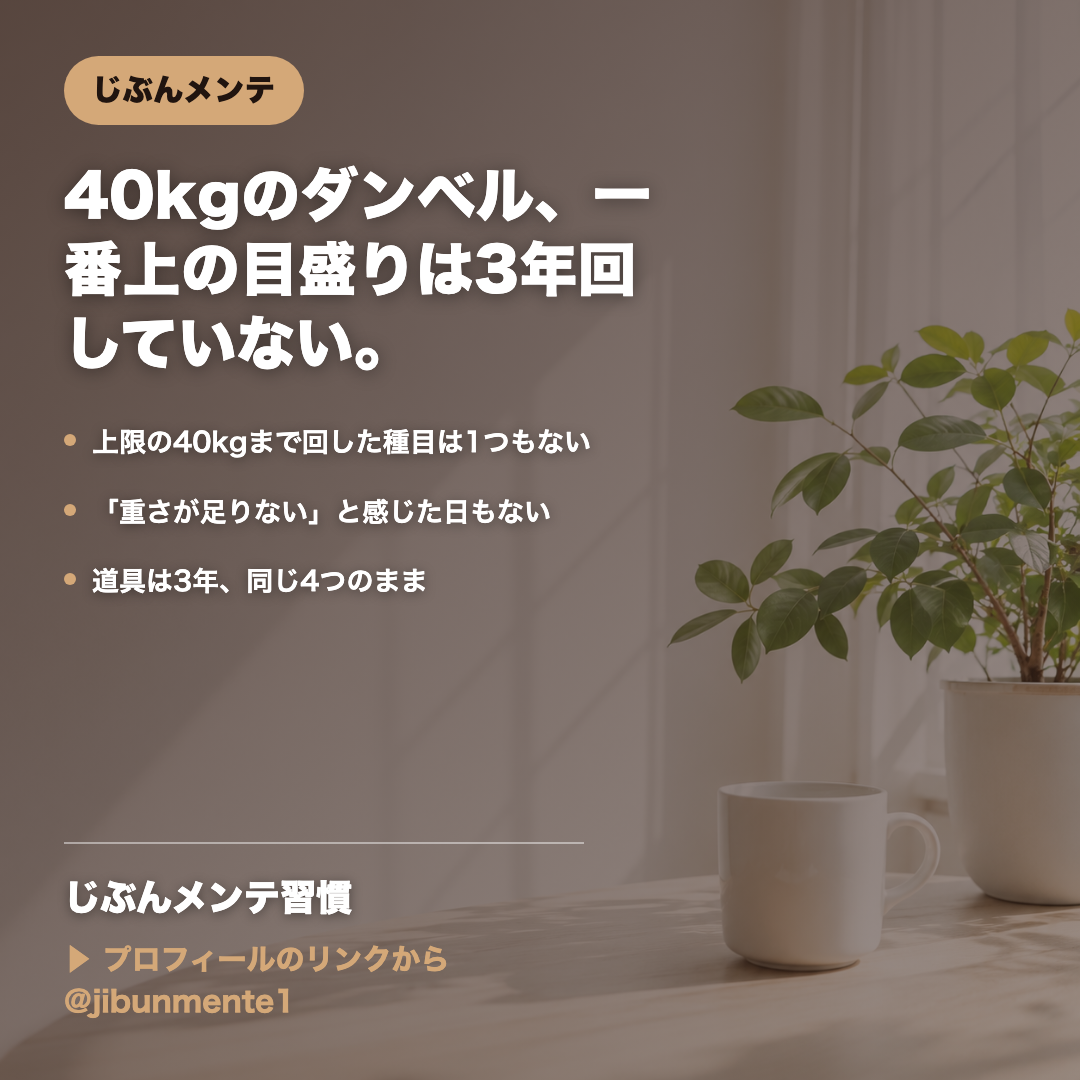 じぶんメンテ
40kgのダンベル、一
番上の目盛りは3年回
していない。
上限の40kgまで回した種目は1つもない
「重さが足りない」と感じた日もない
道具は3年、同じ4つのまま
じぶんメンテ習慣
▶ プロフィールのリンクから
@jibunmente1